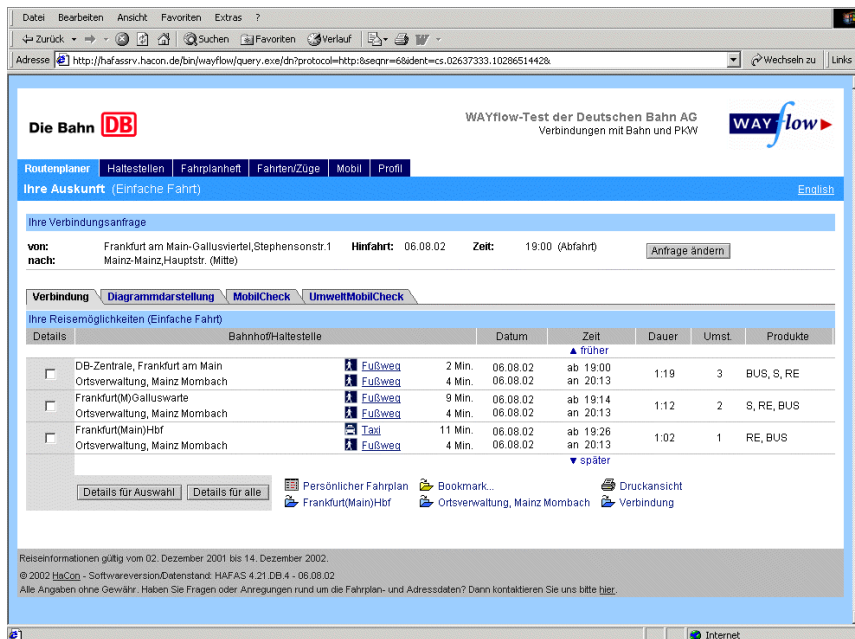 Datei Bearbeiten Ansicht Favoriten Extras ?
Zurück Suchen Favoriten Verlauf
Adresse http://hafassrv.hacon.de/bin/wayflow/query.exe/dn?protocol=http:&seqnr=6&ident=cs.02637333.1028651442& Wechseln zu Links
Die Bahn DB
WAYflow-Test der Deutschen Bahn AG
Verbindungen mit Bahn und PKW
WAYflow
Routenplaner Haltestellen Fahrplanheft Fahrten/Züge Mobil Profil
Ihre Auskunft (Einfache Fahrt) English
Ihre Verbindungsanfrage
von: Frankfurt am Main-Gallusviertel,Stephensonstr.1 Hinfahrt: 06.08.02 Zeit: 19:00 (Abfahrt) Anfrage ändern
nach: Mainz-Mainz,Hauptstr. (Mitte)
Verbindung Diagrammdarstellung MobilCheck UmweltMobilCheck
Ihre Reisemöglichkeiten (Einfache Fahrt)
Details Bahnhof/Haltestelle Datum Zeit Dauer Umst. Produkte
früher
DB-Zentrale, Frankfurt am Main Fußweg 2 Min. 06.08.02 ab 19:00 1:19 3 BUS, S, RE
Ortsverwaltung, Mainz Mombach Fußweg 4 Min. 06.08.02 an 20:13
Frankfurt(M)Galluswarte Fußweg 9 Min. 06.08.02 ab 19:14 1:12 2 S, RE, BUS
Ortsverwaltung, Mainz Mombach Fußweg 4 Min. 06.08.02 an 20:13
Frankfurt(Main)Hbf Taxi 11 Min. 06.08.02 ab 19:26 1:02 1 RE, BUS
Ortsverwaltung, Mainz Mombach Fußweg 4 Min. 06.08.02 an 20:13
später
Details für Auswahl Details für alle Persönlicher Fahrplan Bookmark... Druckansicht
Frankfurt(Main)Hbf Ortsverwaltung, Mainz Mombach Verbindung
Reiseinformationen gültig vom 02. Dezember 2001 bis 14. Dezember 2002.
© 2002 HaCon - Softwareversion/Datenstand: HAFAS 4.21.DB.4 - 06.08.02
Alle Angaben ohne Gewähr. Haben Sie Fragen oder Anregungen rund um die Fahrplan- und Adressdaten? Dann kontaktieren Sie uns bitte hier.
Internet